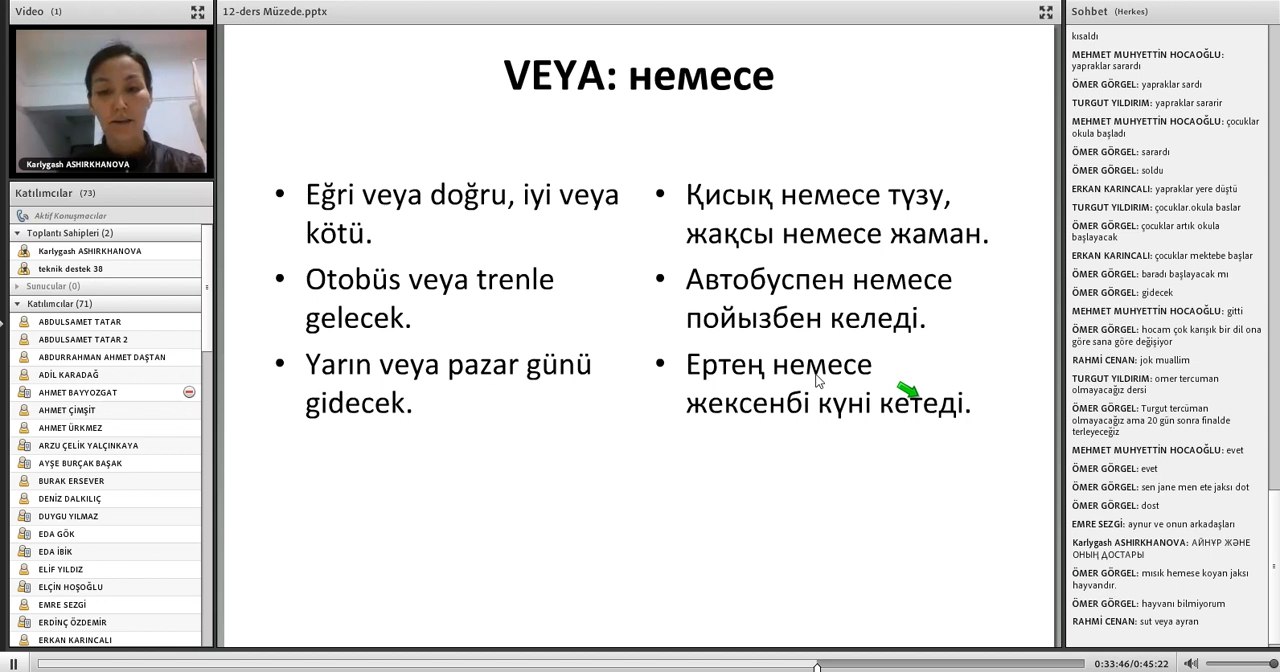 Video (1)
Karlygash ASHIRKHANOVA
Katılımcılar (73)
Aktif Konuşmacılar
Toplantı Sahipleri (2)
Karlygash ASHIRKHANOVA
teknik destek 38
Sunucular (0)
Katılımcılar (71)
ABDULSAMET TATAR
ABDULSAMET TATAR 2
ABDURRAHMAN AHMET DAŞTAN
ADİL KARADAĞ
AHMET BAYYOZGAT
AHMET ÇİMŞİT
AHMET ÜRKMEZ
ARZU ÇELİK YALÇINKAYA
AYŞE BURÇAK BAŞAK
BURAK ERSEVER
DENİZ DALKILIÇ
DUYGU YILMAZ
EDA GÖK
EDA İBİK
ELİF YILDIZ
ELÇİN HOŞOĞLU
EMRE SEZGİ
ERDİNÇ ÖZDEMİR
ERKAN KARINCALI
12-ders Müzede.pptx
VEYA: немесе
• Eğri veya doğru, iyi veya
kötü.
• Otobüs veya trenle
gelecek.
• Yarın veya pazar günü
gidecek.
• Қисық немесе түзу,
жақсы немесе жаман.
• Автобуспен немесе
пойызбен келеді.
• Ертең немесе
жексенбі күні кетеді.
Sohbet (Herkes)
kısaldı
MEHMET MUHYETTİN HOCAOĞLU:
yapraklar sarardı
ÖMER GÖRGEL: yapraklar sardı
TURGUT YILDIRIM: yapraklar sararir
MEHMET MUHYETTİN HOCAOĞLU: çocuklar
okula başladı
ÖMER GÖRGEL: sarardı
ÖMER GÖRGEL: soldu
ERKAN KARINCALI: yapraklar yere düştü
TURGUT YILDIRIM: çocuklar.okula baslar
ÖMER GÖRGEL: çocuklar artık okula
başlayacak
ERKAN KARINCALI: çocuklar mektebe başlar
ÖMER GÖRGEL: baradı başlayacak mı
ÖMER GÖRGEL: gidecek
MEHMET MUHYETTİN HOCAOĞLU: gitti
ÖMER GÖRGEL: hocam çok karışık bir dil ona
göre sana göre değişiyor
RAHMİ CENAN: jok muallim
TURGUT YILDIRIM: omer tercuman
olmayacağız dersi
ÖMER GÖRGEL: Turgut tercüman
olmayacağız ama 20 gün sonra finalde
terleyeceğiz
MEHMET MUHYETTİN HOCAOĞLU: evet
ÖMER GÖRGEL: evet
ÖMER GÖRGEL: sen jane men ete jaksı dot
ÖMER GÖRGEL: dost
EMRE SEZGİ: aynur ve onun arkadaşları
Karlygash ASHIRKHANOVA: АЙНҰР ЖӘНЕ
ОНЫҢ ДОСТАРЫ
ÖMER GÖRGEL: mısık hemese koyan jaksı
hayvandır.
ÖMER GÖRGEL: hayvanı bilmiyorum
RAHMİ CENAN: sut veya ayran
0:33:46/0:45:22